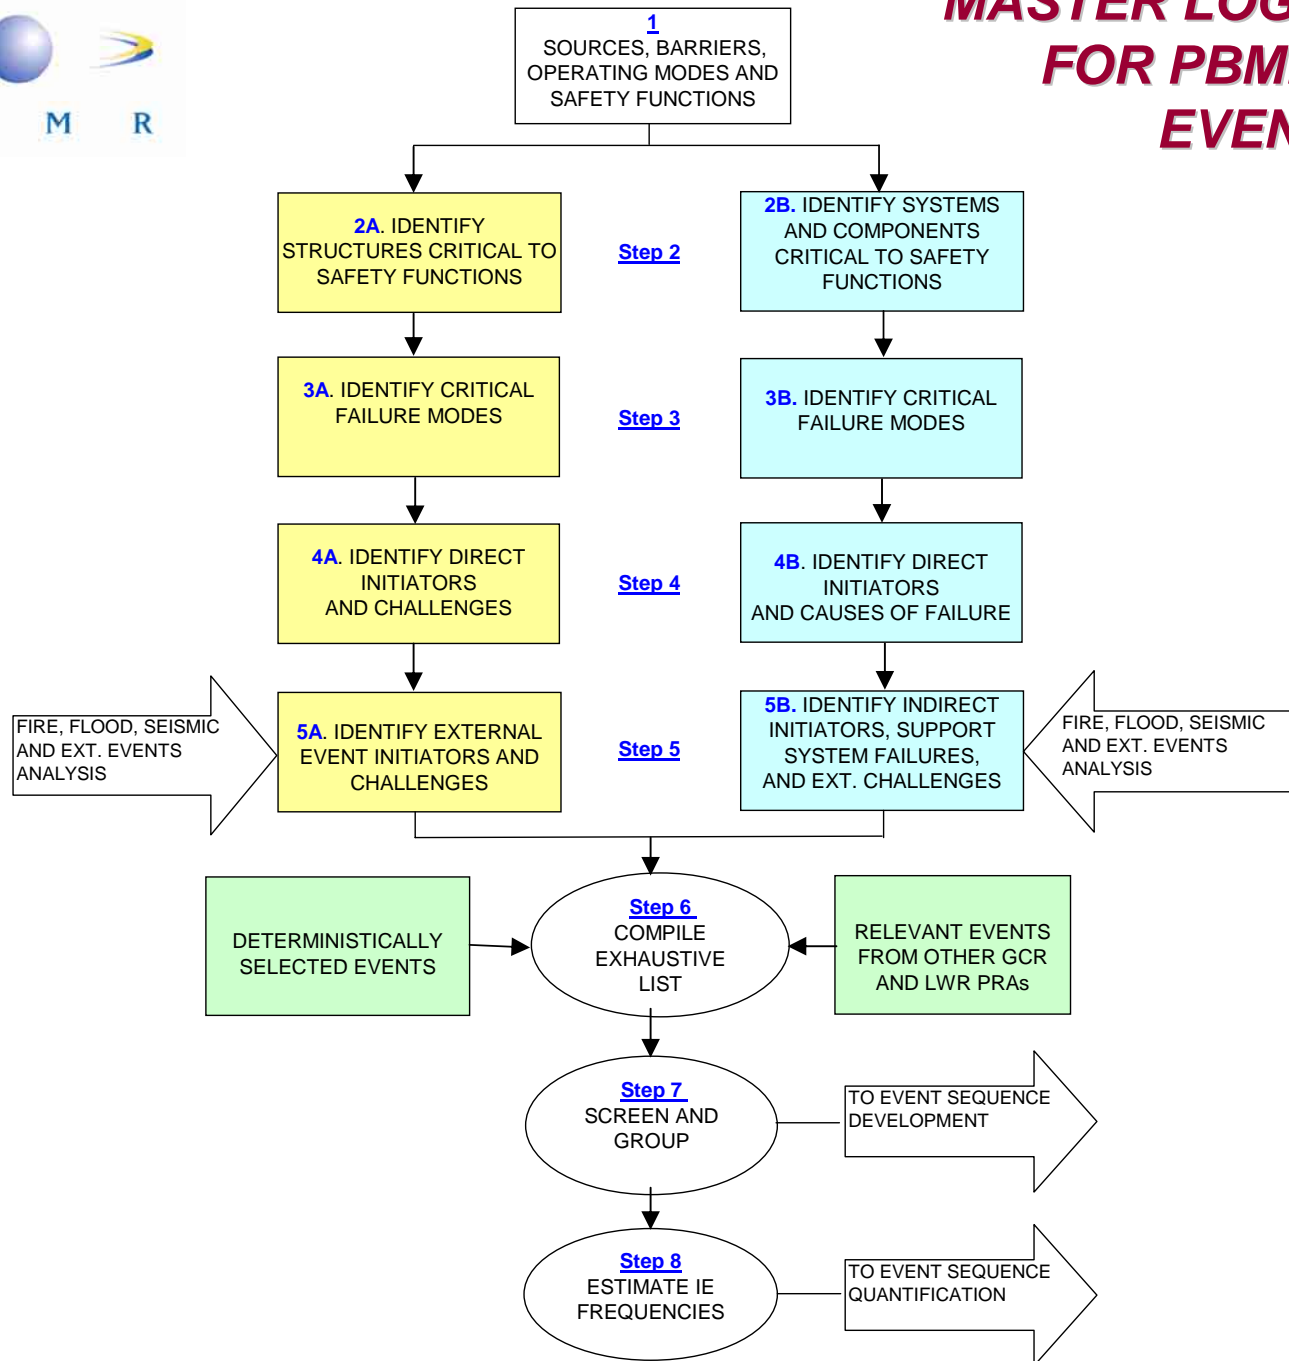 MASTER LOG
FOR PBM
EVEN
M R
1
SOURCES, BARRIERS,
OPERATING MODES AND
SAFETY FUNCTIONS
2A. IDENTIFY
STRUCTURES CRITICAL TO
SAFETY FUNCTIONS
Step 2
2B. IDENTIFY SYSTEMS
AND COMPONENTS
CRITICAL TO SAFETY
FUNCTIONS
3A. IDENTIFY CRITICAL
FAILURE MODES
Step 3
3B. IDENTIFY CRITICAL
FAILURE MODES
4A. IDENTIFY DIRECT
INITIATORS
AND CHALLENGES
Step 4
4B. IDENTIFY DIRECT
INITIATORS
AND CAUSES OF FAILURE
FIRE, FLOOD, SEISMIC
AND EXT. EVENTS
ANALYSIS
5A. IDENTIFY EXTERNAL
EVENT INITIATORS AND
CHALLENGES
Step 5
5B. IDENTIFY INDIRECT
INITIATORS, SUPPORT
SYSTEM FAILURES,
AND EXT. CHALLENGES
FIRE, FLOOD, SEISMIC
AND EXT. EVENTS
ANALYSIS
DETERMINISTICALLY
SELECTED EVENTS
Step 6
COMPILE
EXHAUSTIVE
LIST
RELEVANT EVENTS
FROM OTHER GCR
AND LWR PRAs
Step 7
SCREEN AND
GROUP
TO EVENT SEQUENCE
DEVELOPMENT
Step 8
ESTIMATE IE
FREQUENCIES
TO EVENT SEQUENCE
QUANTIFICATION